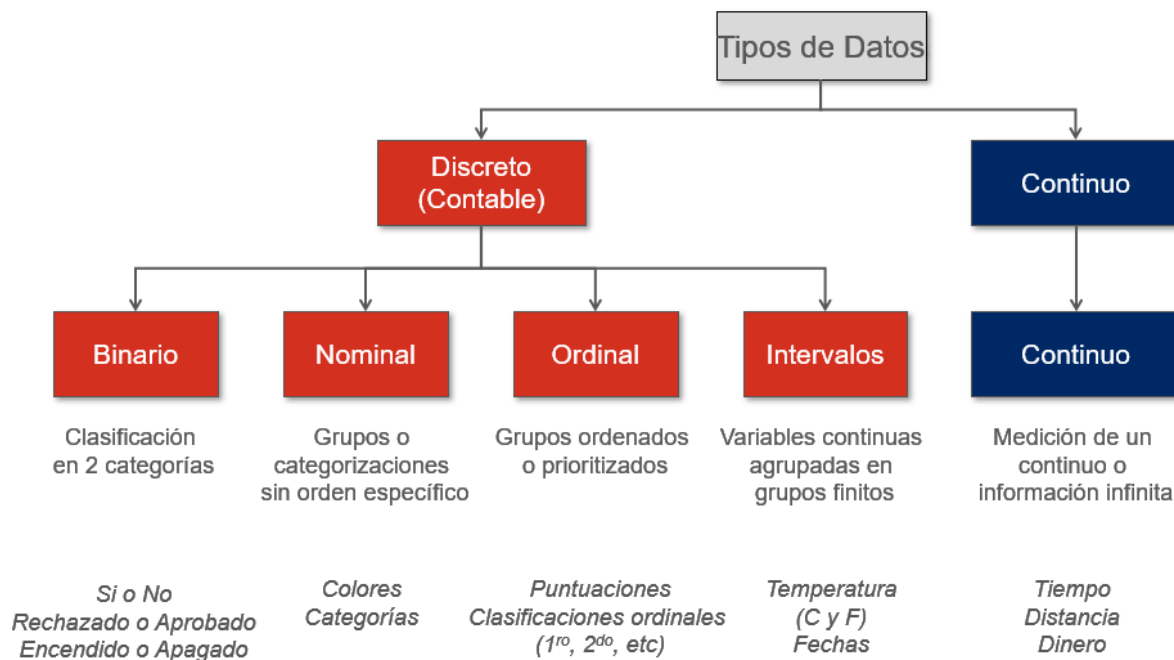 Tipos de Datos
Discreto
(Contable)
Continuo
Binario
Nominal
Ordinal
Intervalos
Continuo
Clasificación
en 2 categorías
Grupos o
categorizaciones
sin orden específico
Grupos ordenados
o prioritizados
Variables continuas
agrupadas en
grupos finitos
Medición de un
continuo o
información infinita
Si o No
Rechazado o Aprobado
Encendido o Apagado
Colores
Categorías
Puntuaciones
Clasificaciones ordinales
(1ro, 2do, etc)
Temperatura
(C y F)
Fechas
Tiempo
Distancia
Dinero